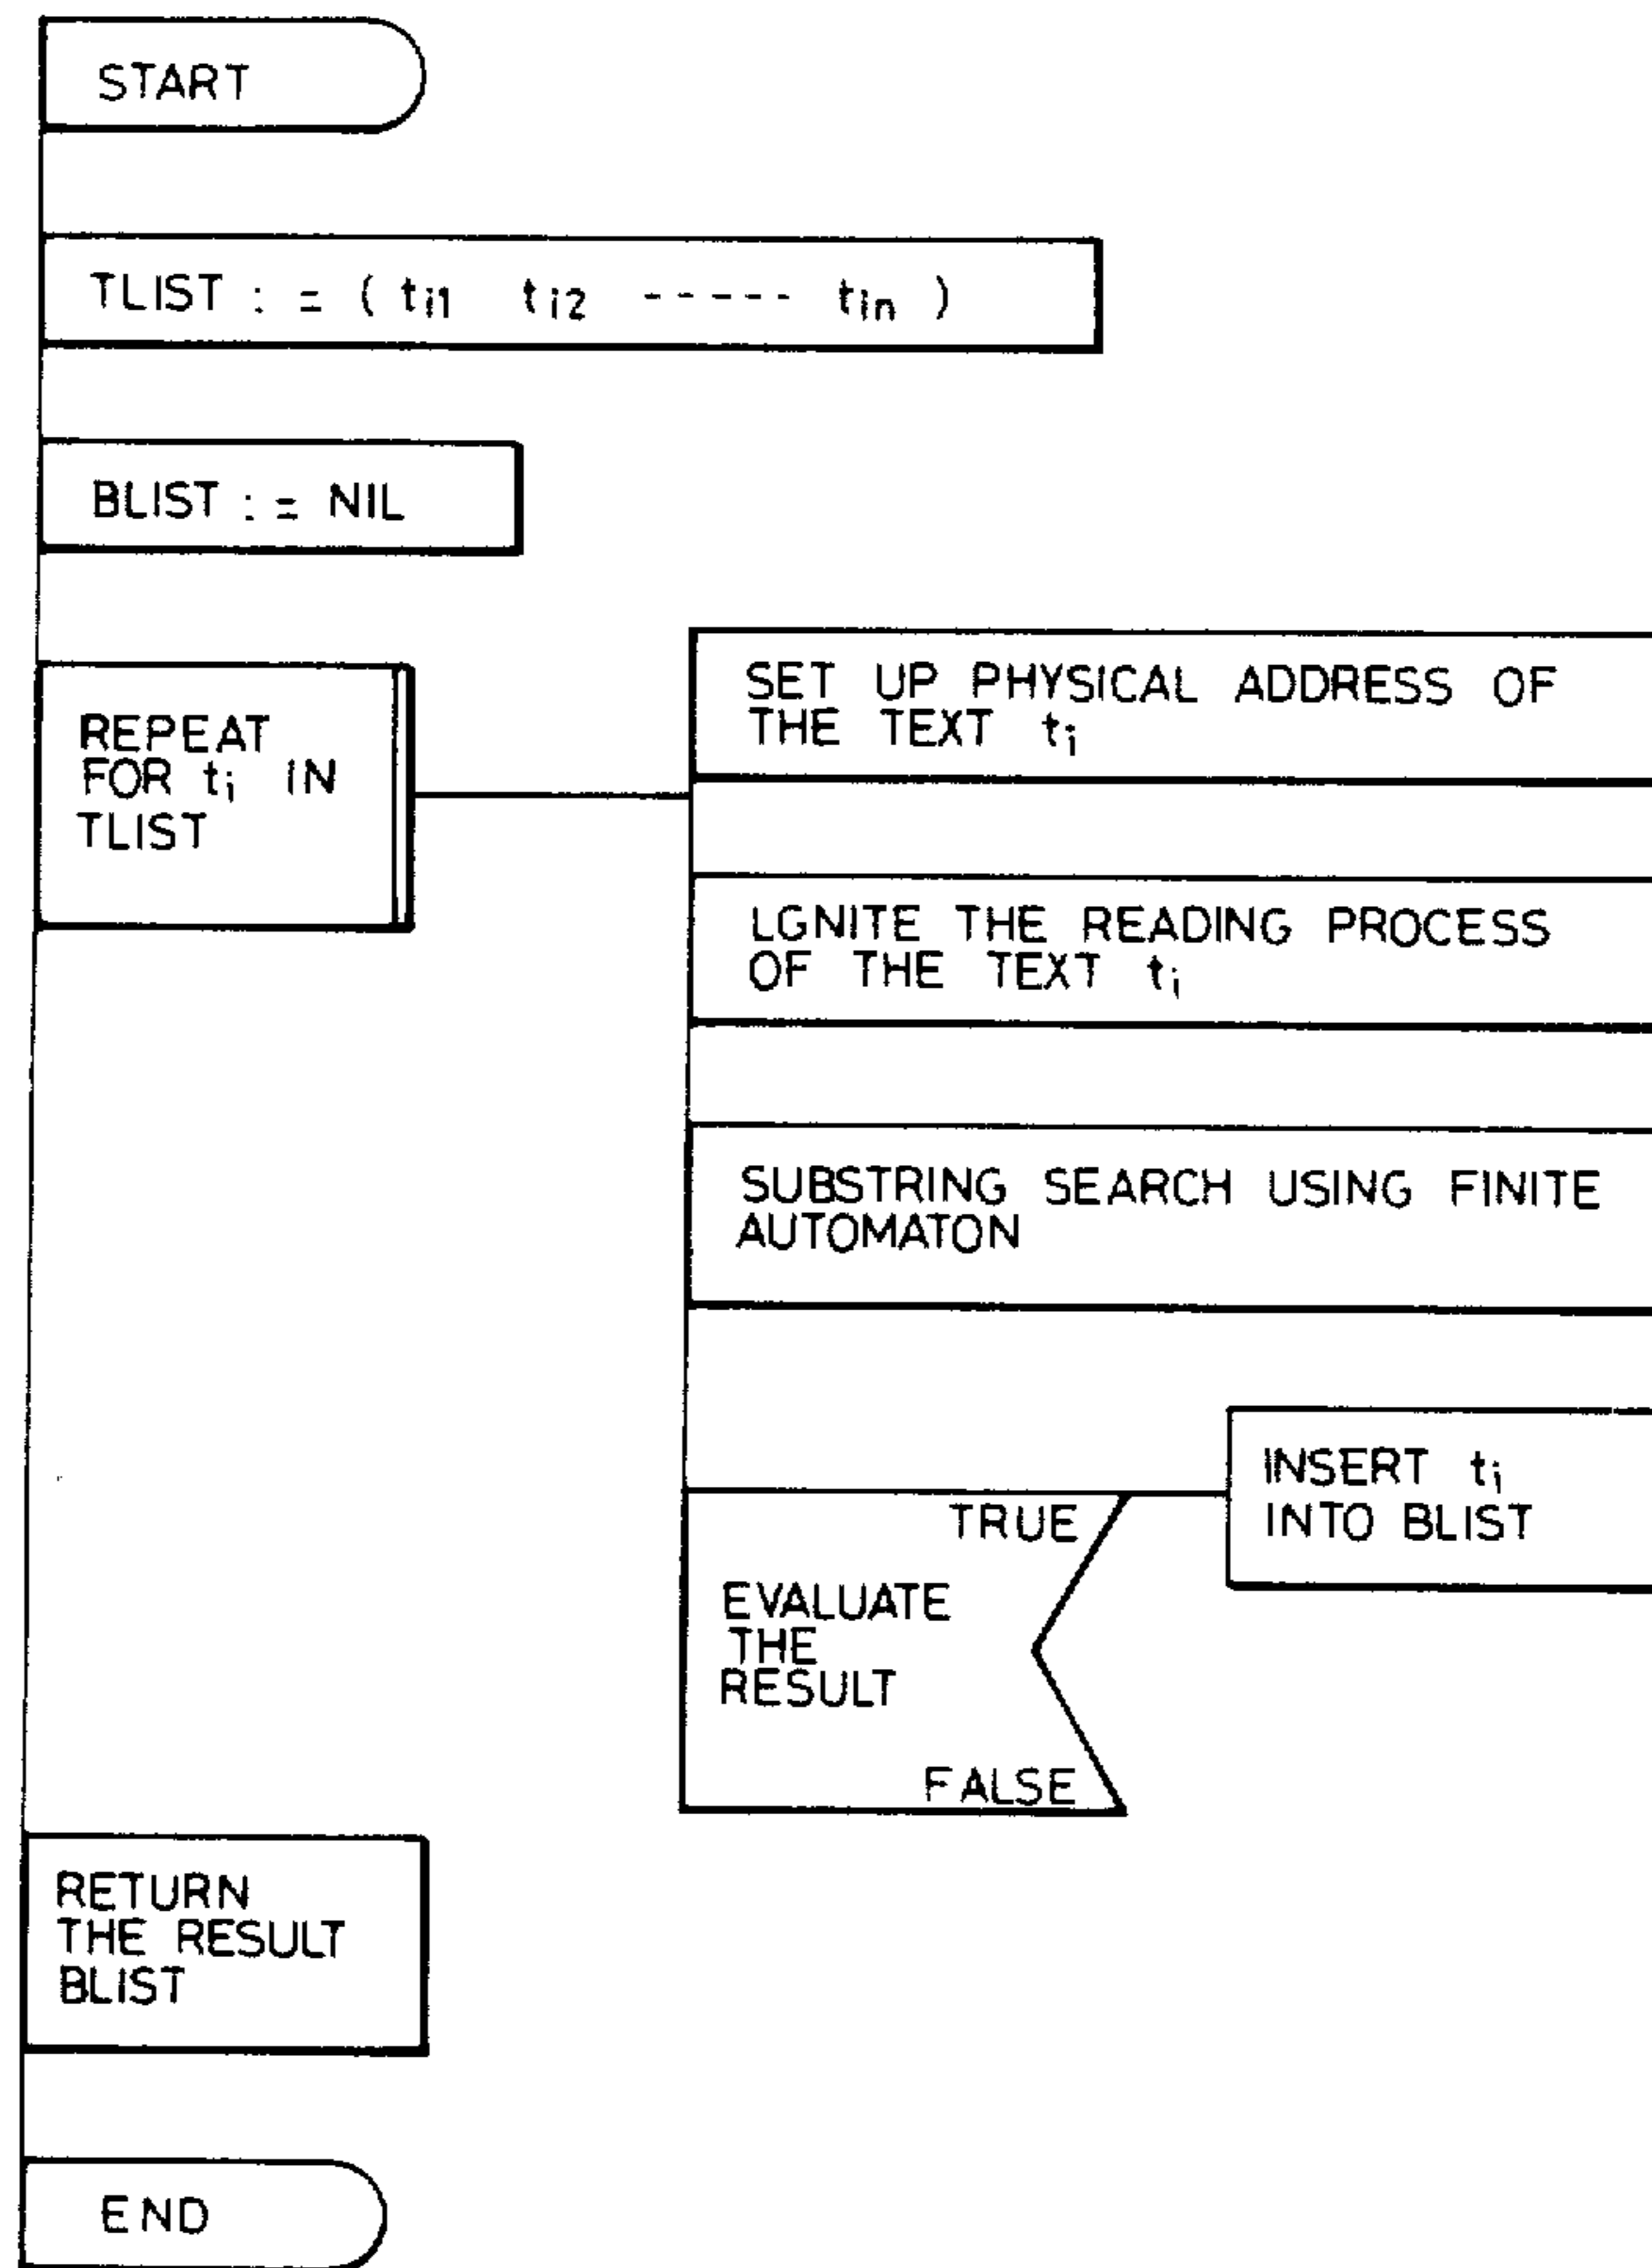 START
TLIST : = ( ti1 ti2 ----- tin )
BLIST : = NIL
REPEAT
FOR ti IN
TLIST
SET UP PHYSICAL ADDRESS OF
THE TEXT ti
LGNITE THE READING PROCESS
OF THE TEXT ti
SUBSTRING SEARCH USING FINITE
AUTOMATON
TRUE
EVALUATE
THE
RESULT
FALSE
INSERT ti
INTO BLIST
RETURN
THE RESULT
BLIST
END